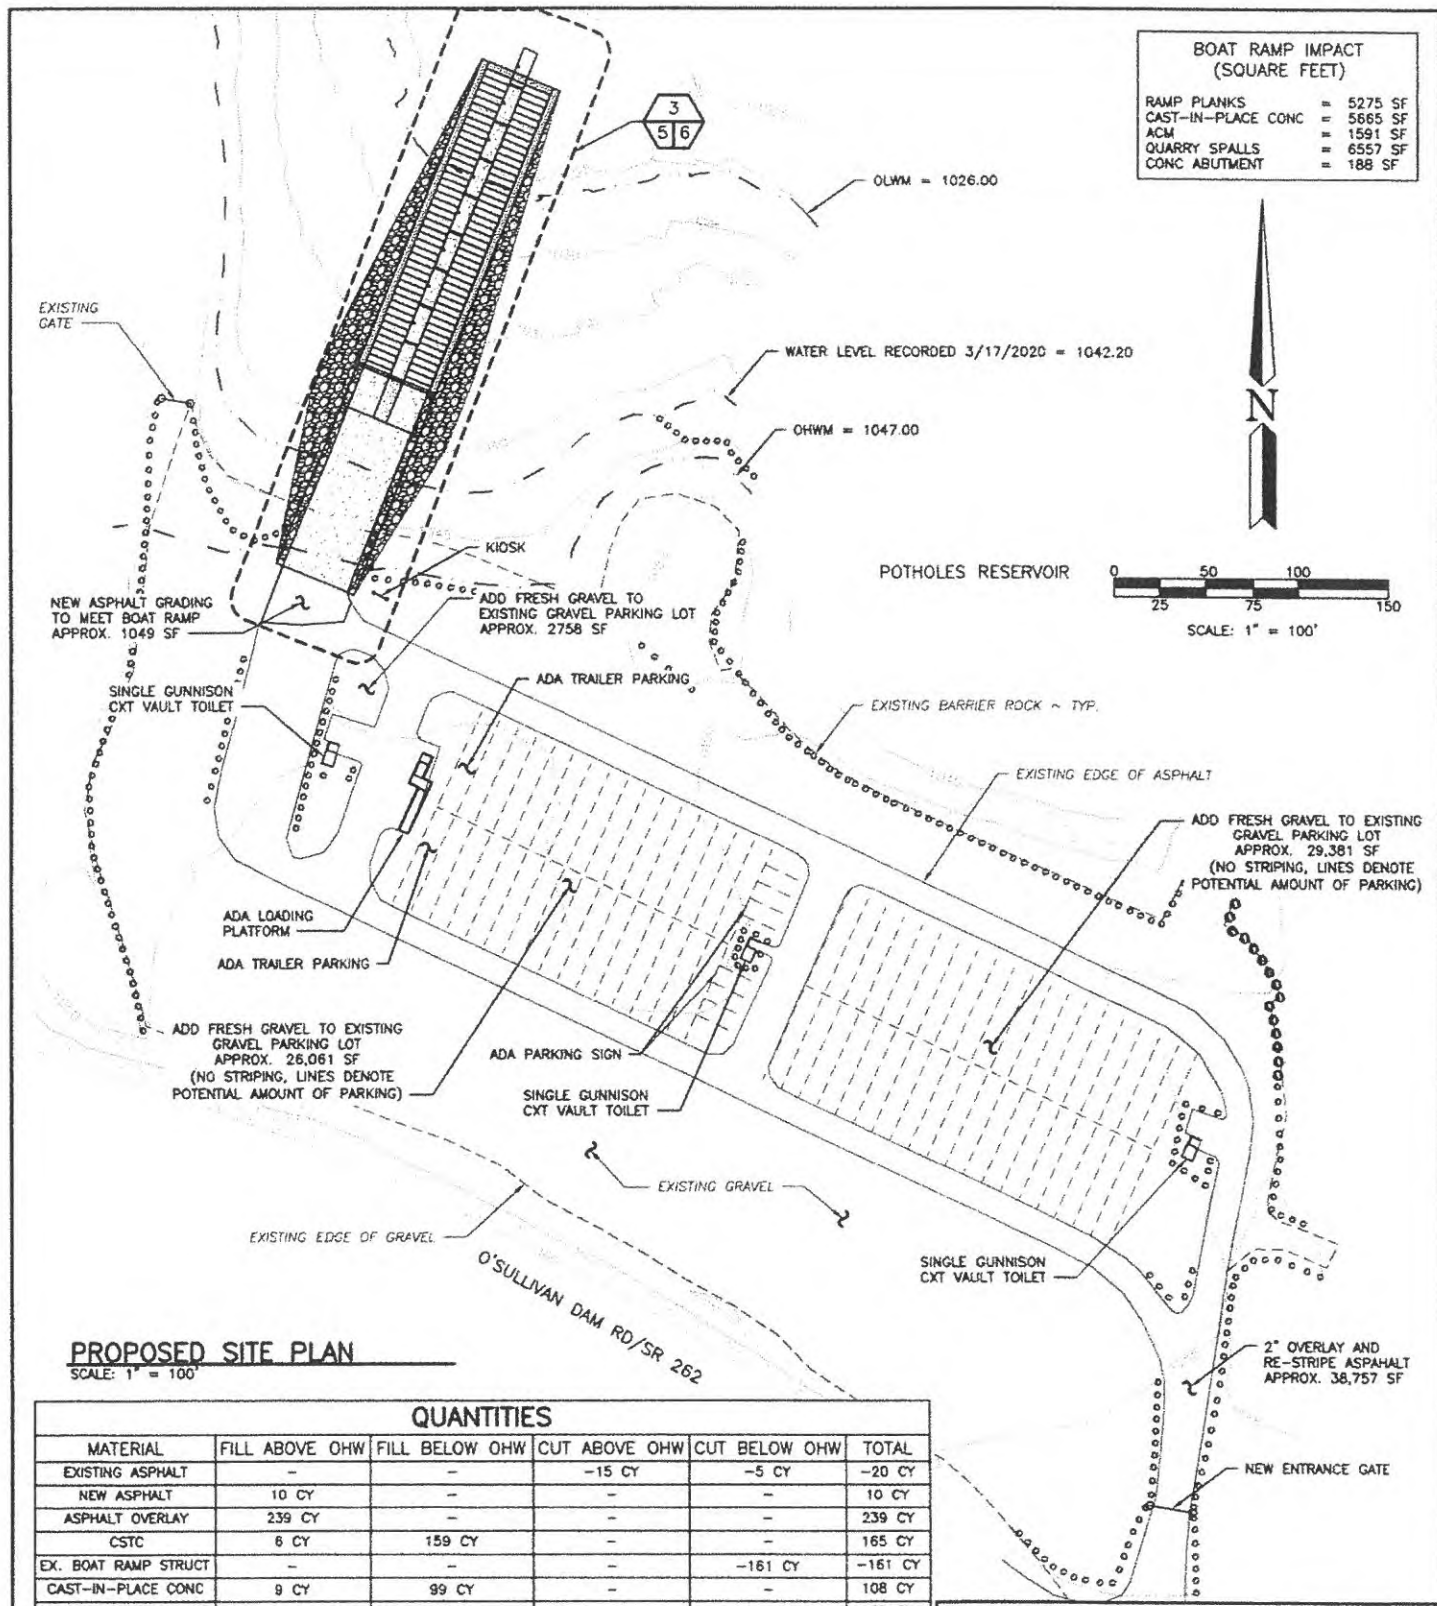 BOAT RAMP IMPACT
(SQUARE FEET)
RAMP PLANKS = 5275 SF
CAST-IN-PLACE CONC = 5665 SF
ACM = 1591 SF
QUARRY SPALLS = 6557 SF
CONC ABUTMENT = 188 SF
3
5 6
OLWM = 1026.00
EXISTING
GATE
WATER LEVEL RECORDED 3/17/2020 = 1042.20
OHWM = 1047.00
N
KIOSK
POTHOLES RESERVOIR
0 50 100
25 75 150
SCALE: 1" = 100'
NEW ASPHALT GRADING
TO MEET BOAT RAMP
APPROX. 1049 SF
ADD FRESH GRAVEL TO
EXISTING GRAVEL PARKING LOT
APPROX. 2758 SF
SINGLE GUNNISON
CXT VAULT TOILET
ADA TRAILER PARKING
EXISTING BARRIER ROCK ~ TYP.
EXISTING EDGE OF ASPHALT
ADD FRESH GRAVEL TO EXISTING
GRAVEL PARKING LOT
APPROX. 29,381 SF
(NO STRIPING, LINES DENOTE
POTENTIAL AMOUNT OF PARKING)
ADA LOADING
PLATFORM
ADA TRAILER PARKING
ADD FRESH GRAVEL TO EXISTING
GRAVEL PARKING LOT
APPROX. 26,061 SF
(NO STRIPING, LINES DENOTE
POTENTIAL AMOUNT OF PARKING)
ADA PARKING SIGN
SINGLE GUNNISON
CXT VAULT TOILET
EXISTING GRAVEL
EXISTING EDGE OF GRAVEL
O'SULLIVAN DAM RD/SR 262
SINGLE GUNNISON
CXT VAULT TOILET
2" OVERLAY AND
RE-STRIPE ASPAHALT
APPROX. 38,757 SF
NEW ENTRANCE GATE
PROPOSED SITE PLAN
SCALE: 1" = 100'
QUANTITIES
MATERIAL FILL ABOVE OHW FILL BELOW OHW CUT ABOVE OHW CUT BELOW OHW TOTAL
EXISTING ASPHALT - - -15 CY -5 CY -20 CY
NEW ASPHALT 10 CY - - - 10 CY
ASPHALT OVERLAY 239 CY - - - 239 CY
CSTC 6 CY 159 CY - - 165 CY
EX. BOAT RAMP STRUCT - - - -161 CY -161 CY
CAST-IN-PLACE CONC 9 CY 99 CY - - 108 CY